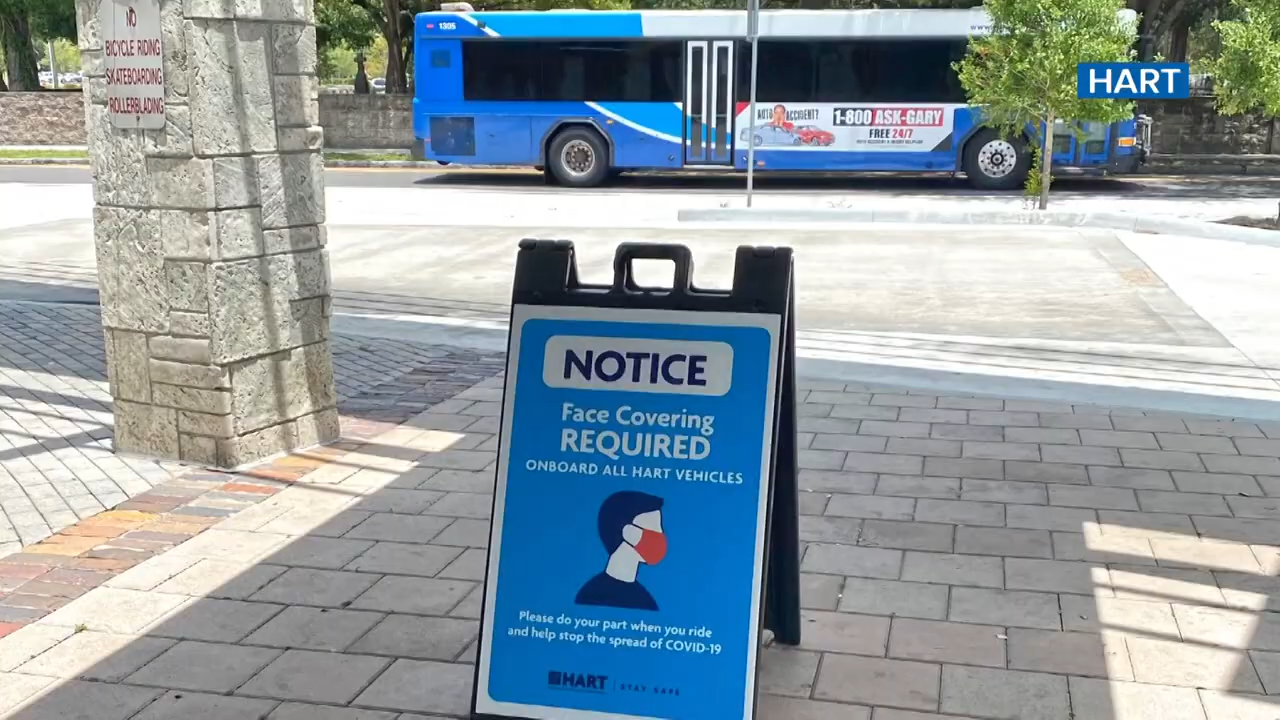 NO
BICYCLE RIDING
SKATEBOARDING
ROLLERBLADING
1305
AUTO ACCIDENT?
1-800 ASK-GARY
FREE 24/7
HART
NOTICE
Face Covering
REQUIRED
ONBOARD ALL HART VEHICLES
Please do your part when you ride
and help stop the spread of COVID-19
HART | STAY SAFE